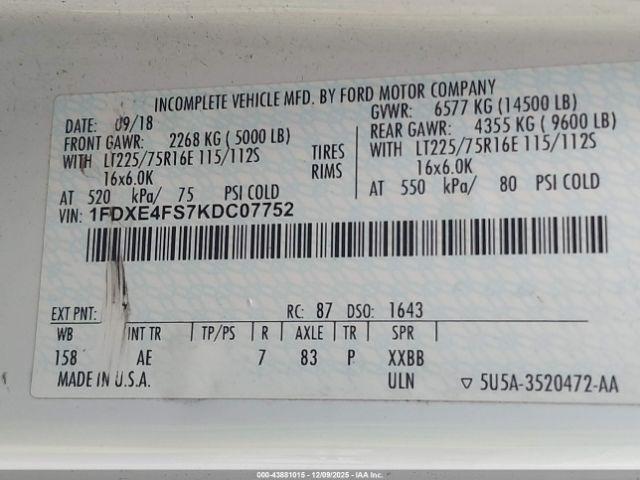 INCOMPLETE VEHICLE MFD. BY FORD MOTOR COMPANY
DATE: 09/18 GVWR: 6577 KG (14500 LB)
FRONT GAWR: 2268 KG ( 5000 LB) REAR GAWR: 4355 KG ( 9600 LB)
WITH LT225/75R16E 115/112S TIRES WITH LT225/75R16E 115/112S
16x6.0K RIMS 16x6.0K
AT 520 kPa/ 75 PSI COLD AT 550 kPa/ 80 PSI COLD
VIN: 1FDXE4FS7KDC07752
EXT PNT: RC: 87 DSO: 1643
WB INT TR TP/PS R AXLE TR SPR
158 AE 7 83 P XXBB
MADE IN U.S.A. ULN ▽ 5U5A-3520472-AA
000-43881015 - 12/09/2025 - IAA Inc.